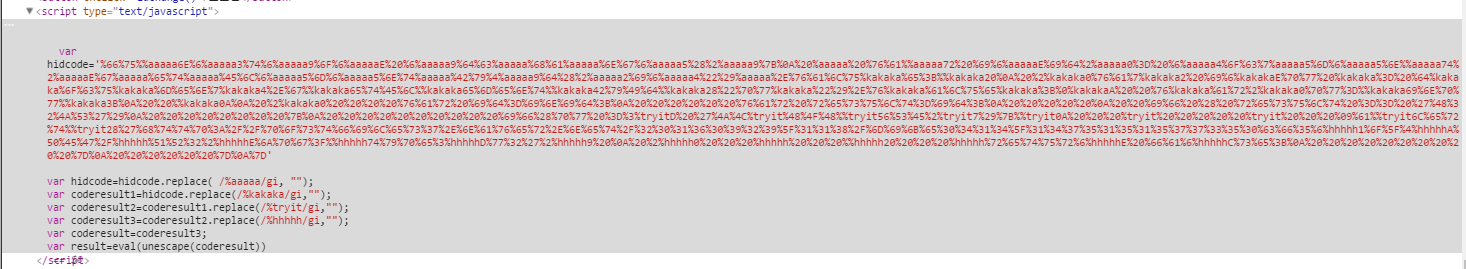 <script type="text/javascript">
var
hidcode='%66%75%%aaaaa6E%6%aaaaa3%74%6%aaaaa9%6F%6%aaaaaE%20%6%aaaaa9%64%63%aaaaa%68%61%aaaaa%6E%67%6%aaaaa5%28%2%aaaaa9%7B%0A%20%aaaaa%20%76%61%%aaaaa72%20%69%6%aaaaaE%69%64%2%aaaaa0%3D%20%6%aaaaa4%6F%63%7%aaaaa5%6D%6%aaaaa5%6E%%aaaaa74%
2%aaaaaE%67%aaaaa%65%74%aaaaa%45%6C%6%aaaaa5%6D%6%aaaaa5%6E%74%aaaaa%42%79%4%aaaaa9%64%28%2%aaaaa2%69%6%aaaaa4%22%29%aaaaa%2E%76%61%6C%75%kakaka%65%3B%%kakaka20%0A%20%2%kakaka0%76%61%7%kakaka2%20%69%6%kakakaE%70%77%20%kakaka%3D%20%64%kakak
a%6F%63%75%kakaka%6D%65%6E%7%kakaka4%2E%67%kakaka%65%74%45%6C%%kakaka65%6D%65%6E%74%%kakaka42%79%49%64%%kakaka28%22%70%77%kakaka%22%29%2E%76%kakaka%61%6C%75%65%kakaka%3B%0%kakakaA%20%20%76%kakaka%61%72%2%kakaka0%70%77%3D%%kakaka69%6E%70%
77%%kakaka3B%0A%20%20%%kakaka0A%0A%20%2%kakaka0%20%20%20%20%76%61%72%20%69%64%3D%69%6E%69%64%3B%0A%20%20%20%20%20%20%76%61%72%20%72%65%73%75%6C%74%3D%69%64%3B%0A%20%20%20%20%20%0A%20%20%69%66%20%28%20%72%65%73%75%6C%74%20%3D%3D%20%27%48%3
2%4A%53%27%29%0A%20%20%20%20%20%20%20%20%7B%0A%20%20%20%20%20%20%20%20%20%69%66%28%70%77%20%3D%3%tryitD%20%27%4A%4C%tryit%48%4F%48%%tryit%56%53%45%2%tryit7%29%7B%%tryit0A%20%20%20%tryit%20%20%20%20%tryit%20%20%20%09%61%%tryit6C%65%72%
%74%%tryit28%27%68%74%74%70%3A%2F%2F%70%6F%73%74%66%69%6C%65%73%37%2E%6E%61%76%65%72%2E%6E%65%74%2F%32%30%31%36%30%39%32%39%5F%31%31%38%2F%6D%69%6B%65%30%34%31%34%5F%31%34%37%35%31%35%31%35%37%37%33%35%30%63%66%35%6%hhhhh1%6F%5F%4%hhhhhA%
50%45%47%2F%hhhhh%51%52%32%2%hhhhhE%6A%70%67%3F%%hhhhh74%79%70%65%3%hhhhhD%77%32%27%2%hhhhh9%20%0A%20%2%hhhhh0%20%20%20%hhhhh%20%20%20%%hhhhh20%20%20%20%hhhhh%72%65%74%75%72%6%hhhhhE%20%66%61%6%hhhhhC%73%65%3B%0A%20%20%20%20%20%20%20%20%2
0%20%7D%0A%20%20%20%20%20%20%7D%0A%7D'
var hidcode=hidcode.replace( /%aaaaa/gi, "");
var coderesult1=hidcode.replace(/%kakaka/gi,"");
var coderesult2=coderesult1.replace(/%tryit/gi,"");
var coderesult3=coderesult2.replace(/%hhhhh/gi,"");
var coderesult=coderesult3;
var result=eval(unescape(coderesult))
</script>